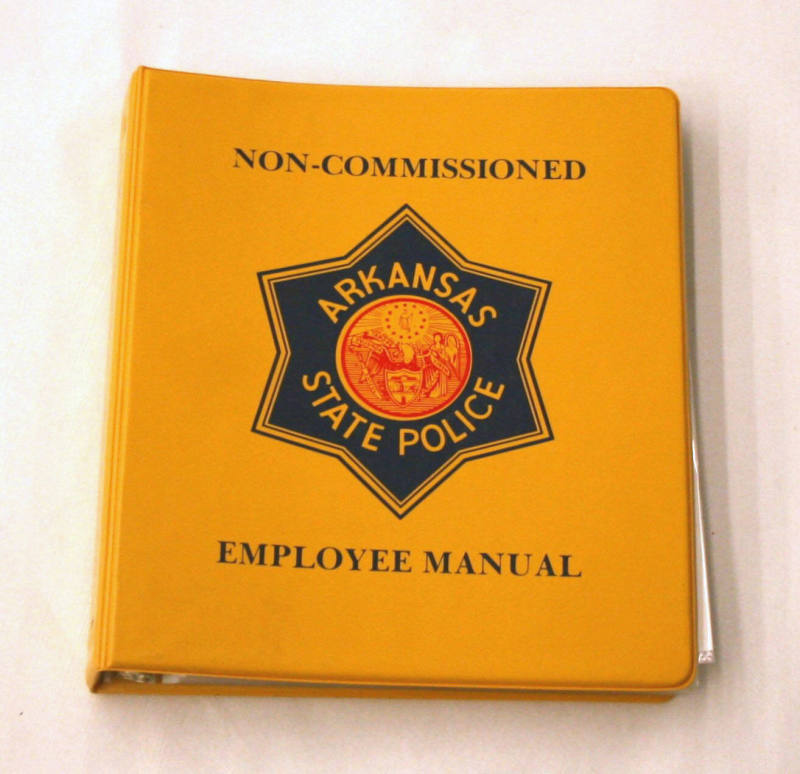 NON-COMMISSIONED
ARKANSAS
STATE POLICE
EMPLOYEE MANUAL